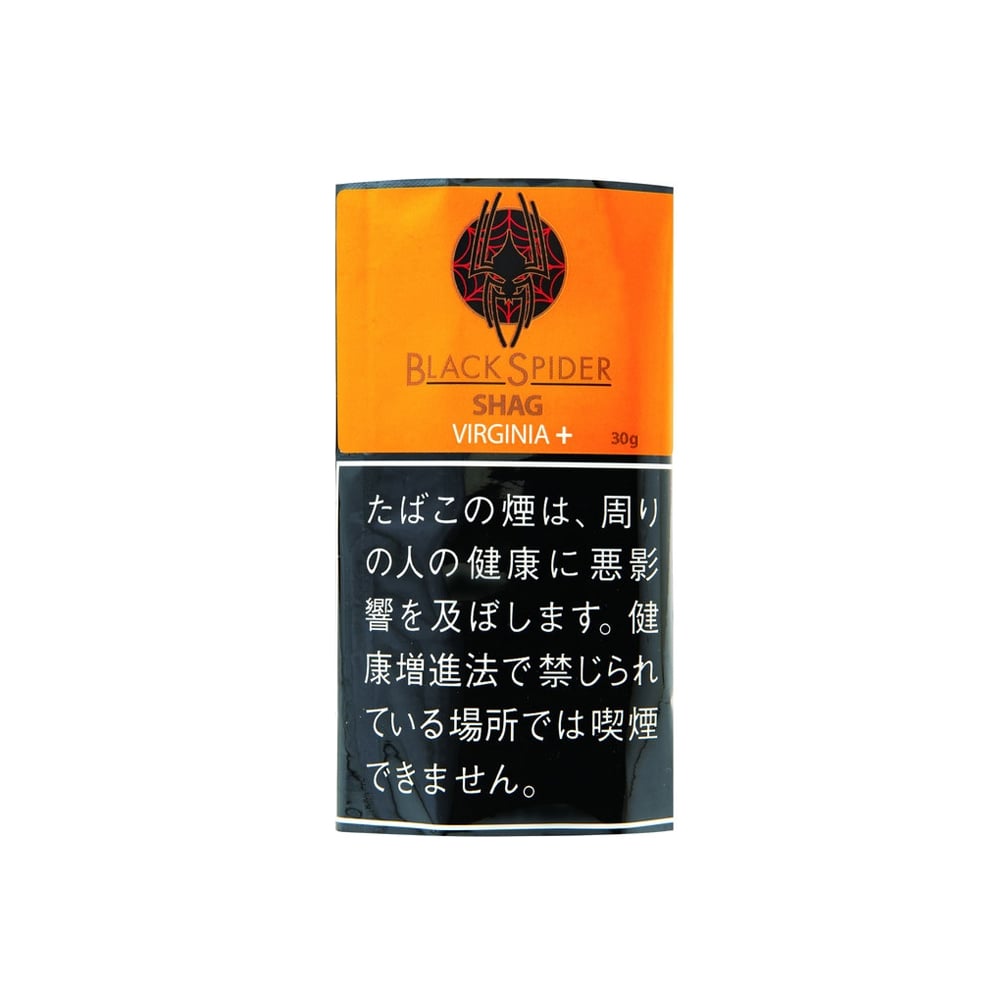 BLACK SPIDER
SHAG
VIRGINIA +
30g
たばこの煙は、周り
の人の健康に悪影
響を及ぼします。健
康増進法で禁じられ
ている場所では喫煙
できません。